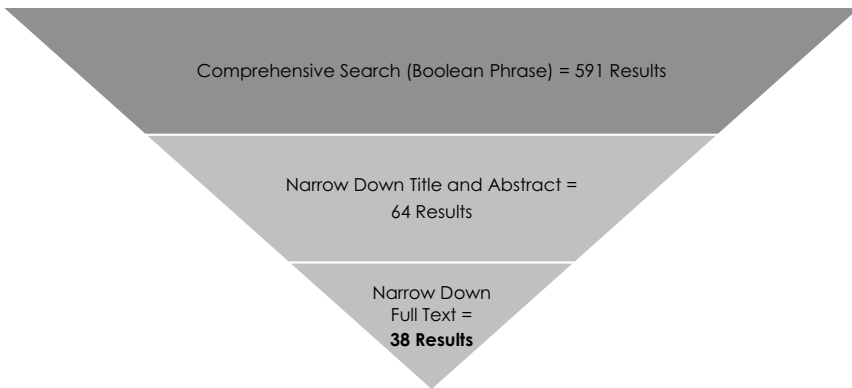 Comprehensive Search (Boolean Phrase) = 591 Results
Narrow Down Title and Abstract =
64 Results
Narrow Down
Full Text =
38 Results